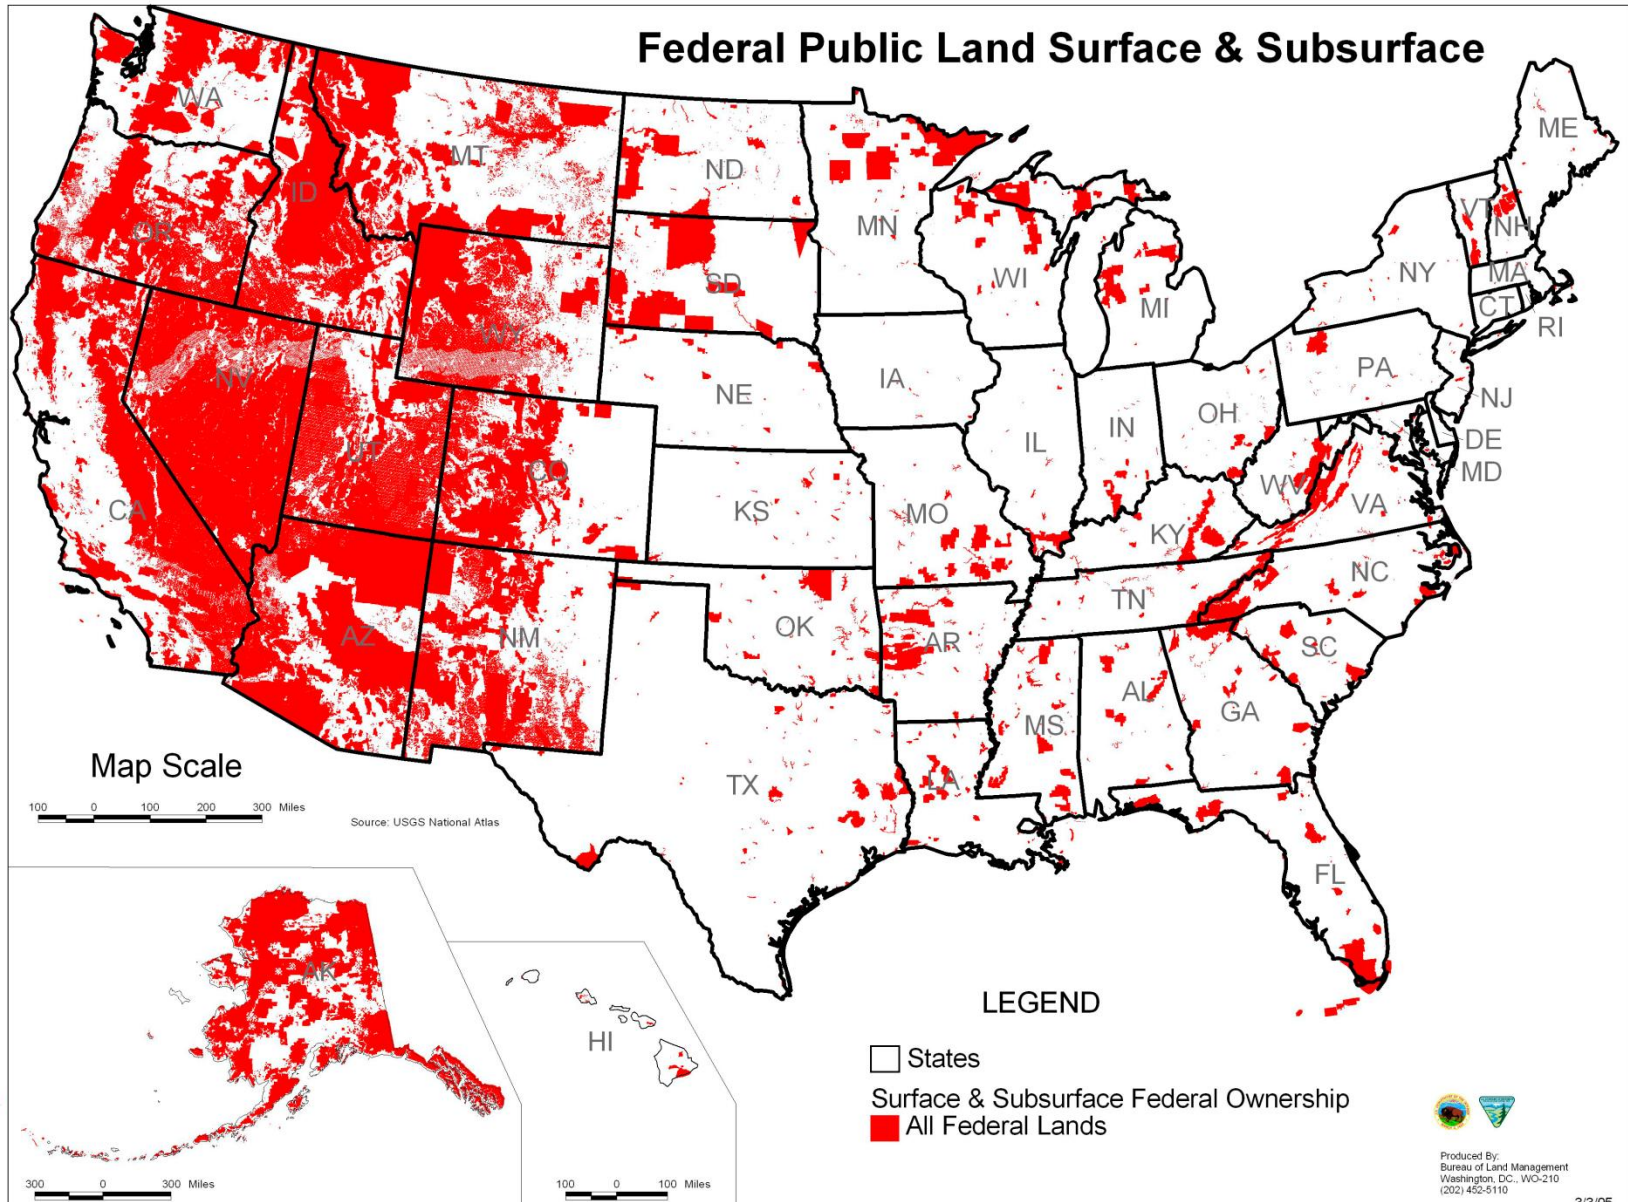 Federal Public Land Surface & Subsurface
WA
MT
ND
MN
ME
OR
ID
SD
WI
MI
VT
NH
NY
MA
CT
RI
WY
NV
UT
CO
NE
IA
PA
NJ
IL
IN
OH
DE
MD
CA
KS
MO
WV
VA
KY
AZ
NM
OK
AR
TN
NC
SC
TX
LA
MS
AL
GA
FL
Map Scale
100 0 100 200 300 Miles
Source: USGS National Atlas
AK
HI
300 0 300 Miles
100 0 100 Miles
LEGEND
States
Surface & Subsurface Federal Ownership
All Federal Lands
Produced By:
Bureau of Land Management
Washington, DC., WO-210
(202) 452-5110